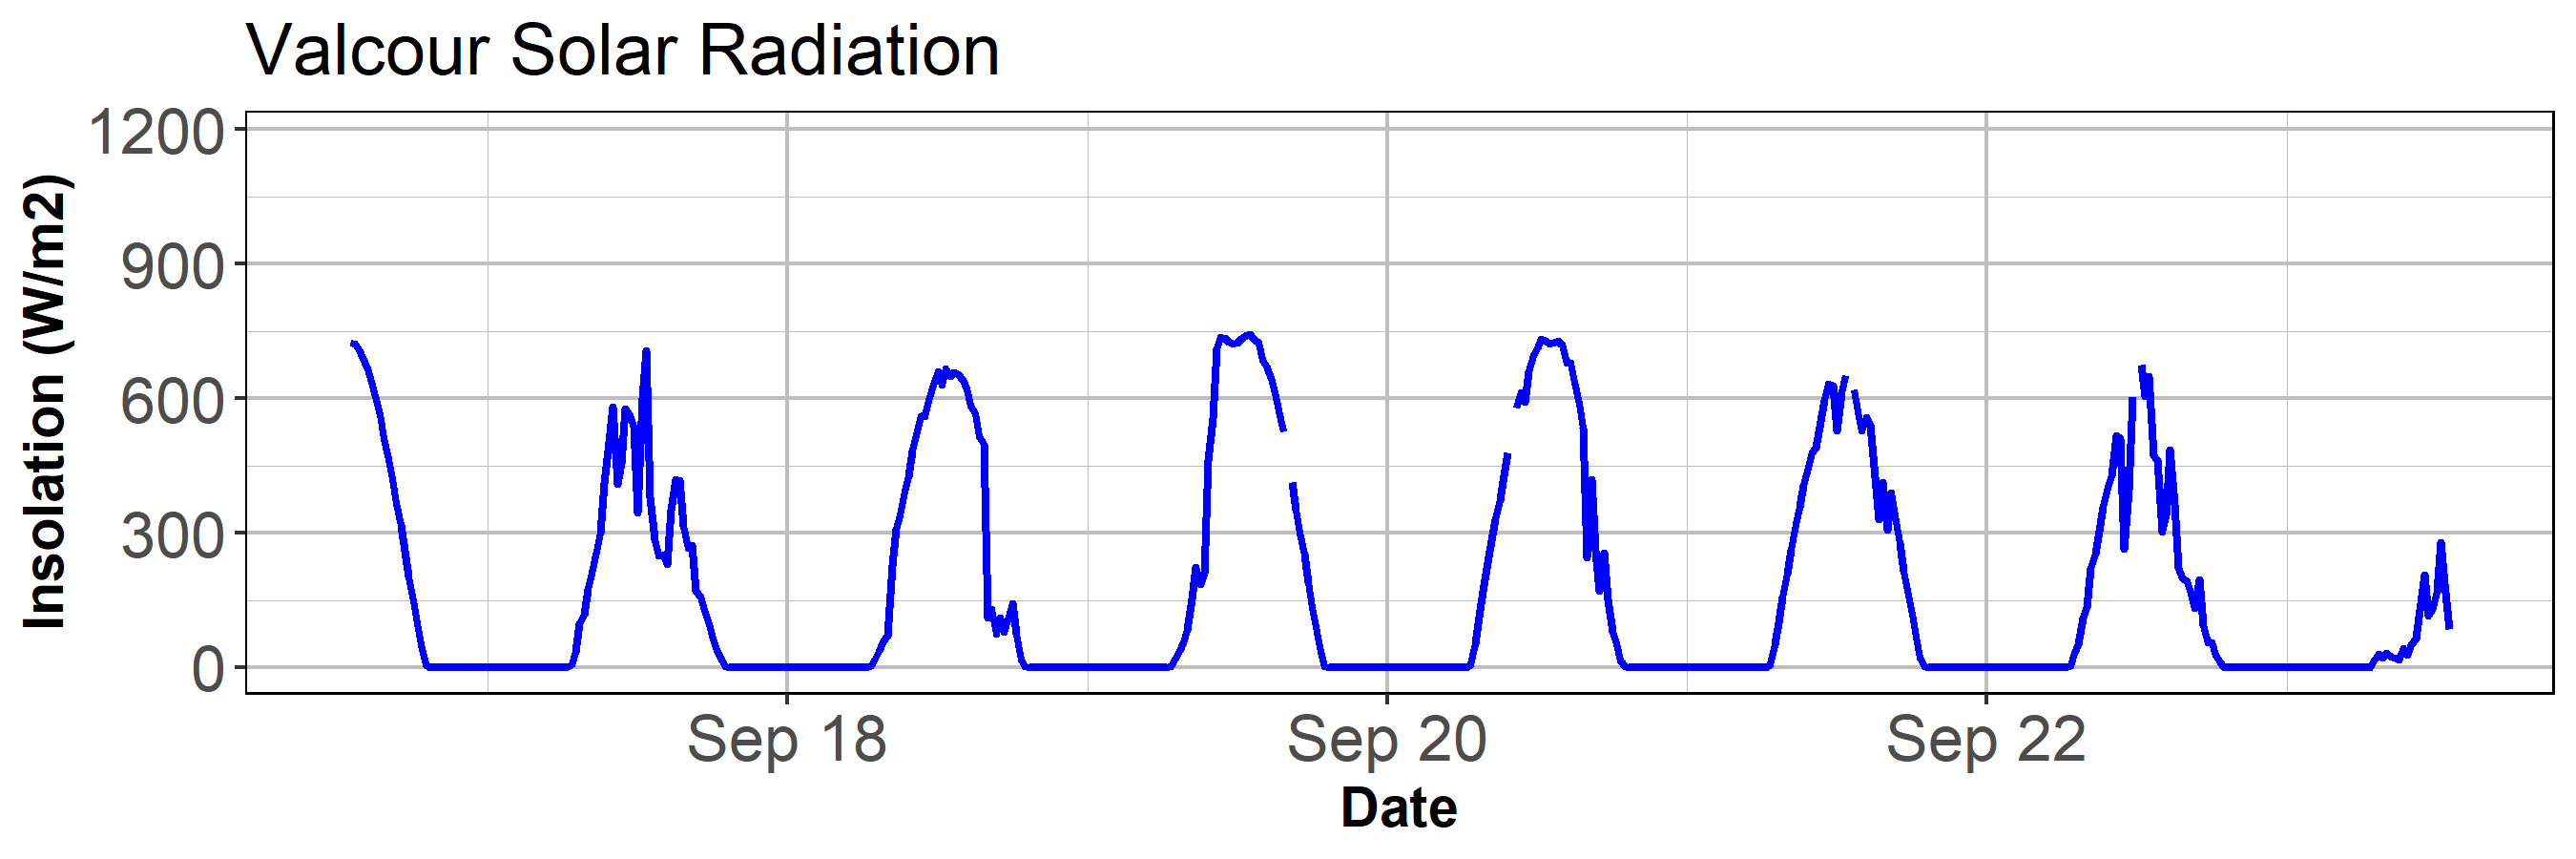 Valcour Solar Radiation
1200
900
600
300
0
Insolation (W/m2)
Sep 18
Sep 20
Sep 22
Date